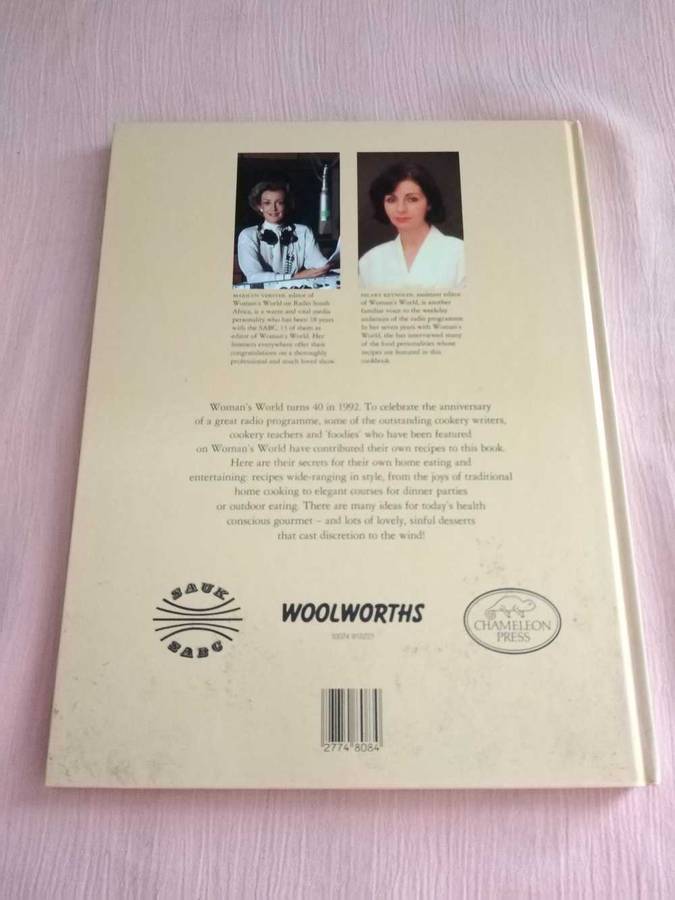 MARILYN VERSTER, editor of
Woman's World on Radio South
Africa, is a warm and vital media
personality who has been 18 years
with the SABC, 13 of them as
editor of Woman's World. Her
listeners everywhere offer their
congratulations on a thoroughly
professional and much loved show.
HILARY REYNOLDS, assistant editor
of Woman's World, is another
familiar voice to the weekday
audiences of the radio programme.
In her seven years with Woman's
World, she has interviewed many
of the food personalities whose
recipes are featured in this
cookbook.
Woman's World turns 40 in 1992. To celebrate the anniversary
of a great radio programme, some of the outstanding cookery writers,
cookery teachers and 'foodies' who have been featured
on Woman's World have contributed their own recipes to this book.
Here are their secrets for their own home eating and
entertaining: recipes wide-ranging in style, from the joys of traditional
home cooking to elegant courses for dinner parties
or outdoor eating. There are many ideas for today's health
conscious gourmet – and lots of lovely, sinful desserts
that cast discretion to the wind!
SAUK
SABC
WOOLWORTHS
CHAMELEON
PRESS
2774 8084